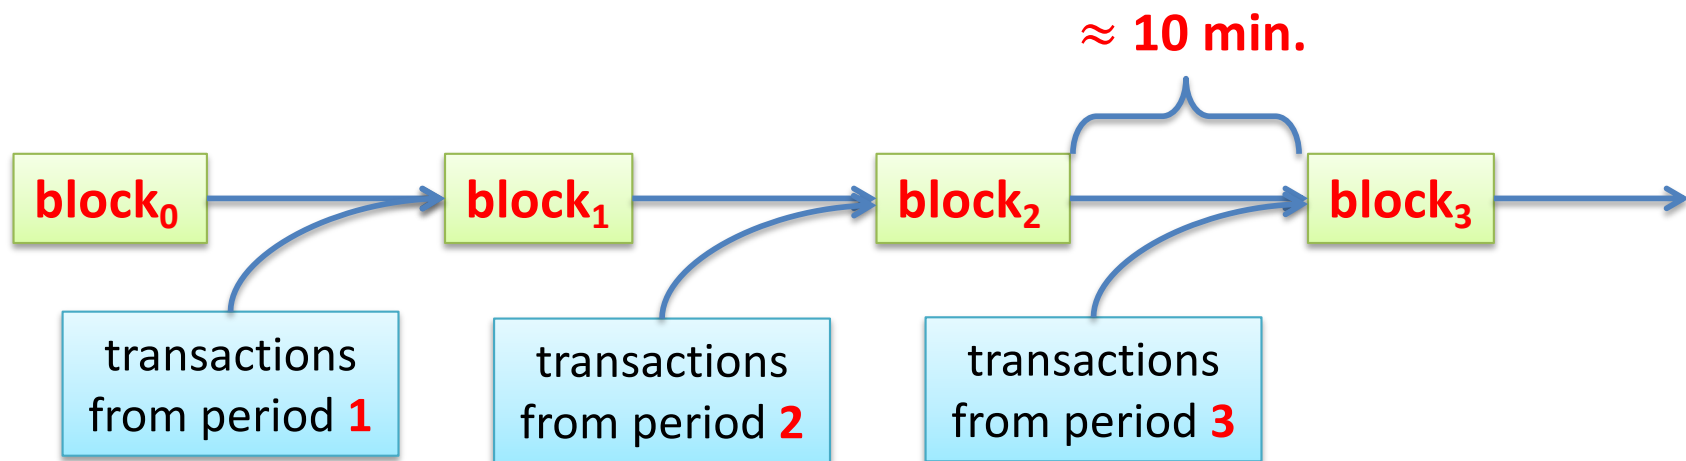 ≈ 10 min.
block₀
block₁
block₂
block₃
transactions
from period 1
transactions
from period 2
transactions
from period 3